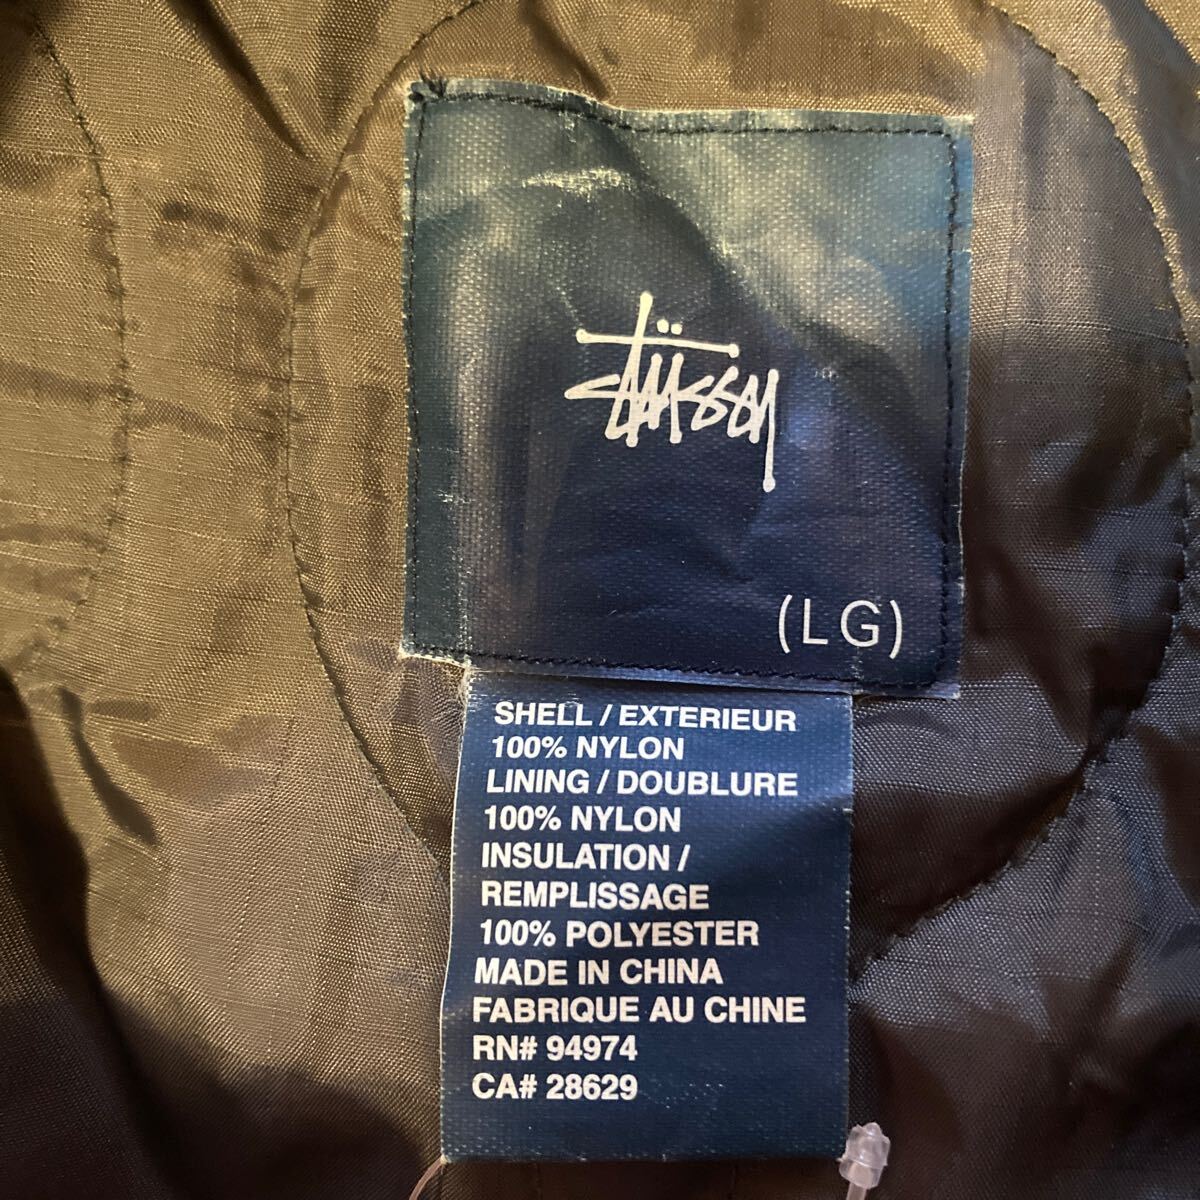 Stüssy
(LG)
SHELL / EXTERIEUR
100% NYLON
LINING / DOUBLURE
100% NYLON
INSULATION /
REMPLISSAGE
100% POLYESTER
MADE IN CHINA
FABRIQUE AU CHINE
RN# 94974
CA# 28629